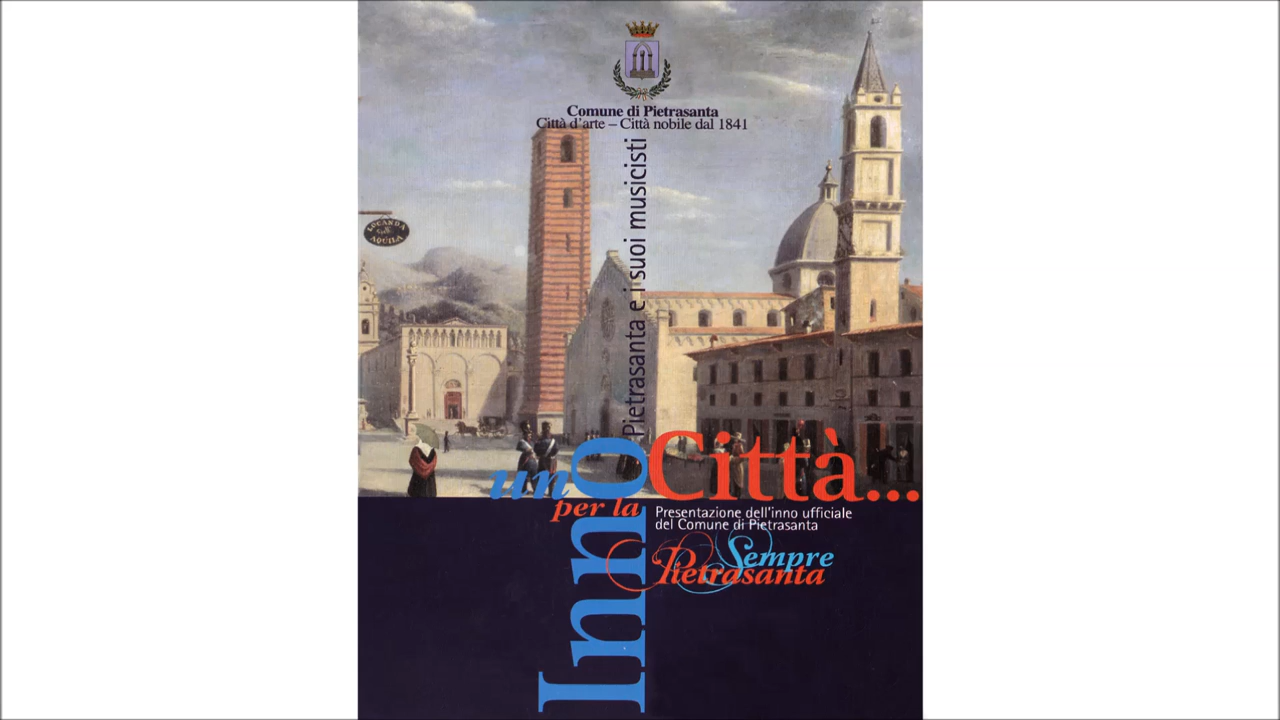 Comune di Pietrasanta
Città d'arte – Città nobile dal 1841
Pietrasanta e i suoi musicisti
LOCANDA
AQUILA
un Inno
per la Città...
Presentazione dell'inno ufficiale
del Comune di Pietrasanta
Sempre
Pietrasanta